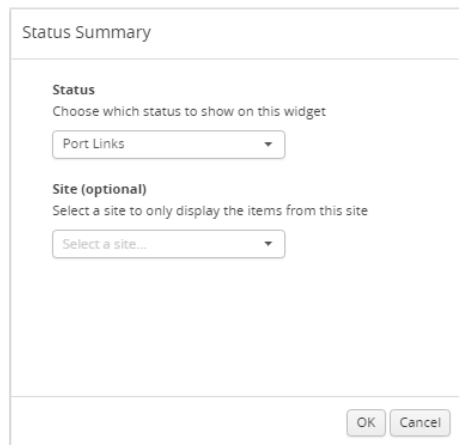 Status Summary
Status
Choose which status to show on this widget
Port Links
Site (optional)
Select a site to only display the items from this site
Select a site...
OK Cancel